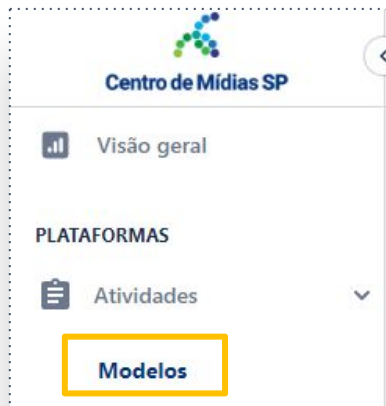 Centro de Mídias SP
Visão geral
PLATAFORMAS
Atividades
Modelos